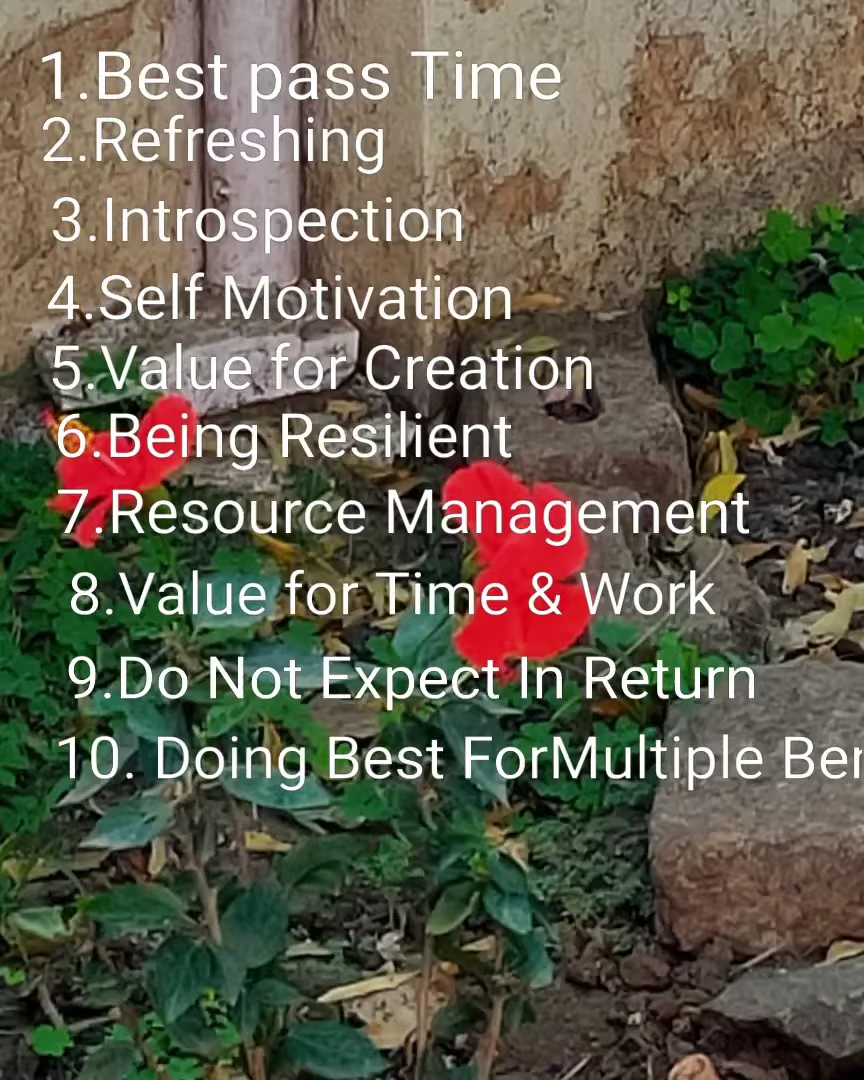 1.Best pass Time
2.Refreshing
3.Introspection
4.Self Motivation
5.Value for Creation
6.Being Resilient
7.Resource Management
8.Value for Time & Work
9.Do Not Expect In Return
10. Doing Best ForMultiple